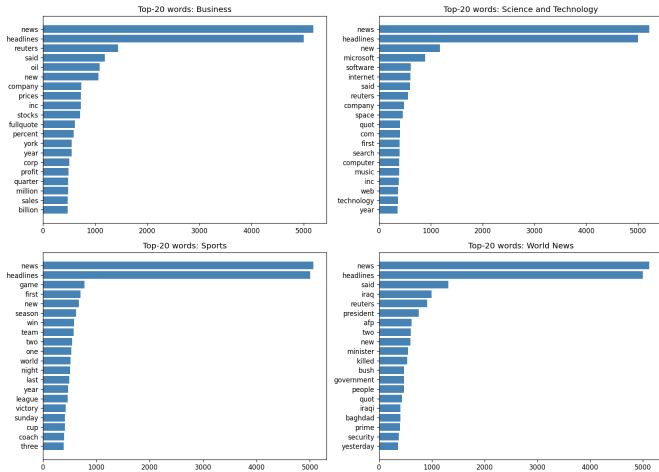 Top-20 words: Business
news
headlines
reuters
said
oil
new
company
prices
inc
stocks
fullquote
percent
york
year
corp
profit
quarter
million
sales
billion
0 1000 2000 3000 4000 5000
Top-20 words: Science and Technology
news
headlines
new
microsoft
software
internet
said
reuters
company
space
quot
com
first
search
computer
music
inc
web
technology
year
0 1000 2000 3000 4000 5000
Top-20 words: Sports
news
headlines
game
first
new
season
win
team
two
one
world
night
last
year
league
victory
sunday
cup
coach
three
0 1000 2000 3000 4000 5000
Top-20 words: World News
news
headlines
said
iraq
reuters
president
afp
two
new
minister
killed
bush
government
people
quot
iraqi
baghdad
prime
security
yesterday
0 1000 2000 3000 4000 5000